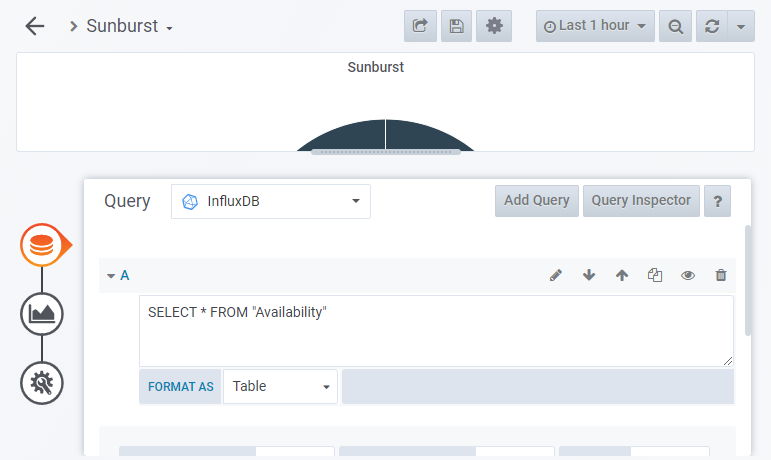 Sunburst
Last 1 hour
Sunburst
Query
InfluxDB
Add Query
Query Inspector
?
A
SELECT * FROM "Availability"
FORMAT AS
Table